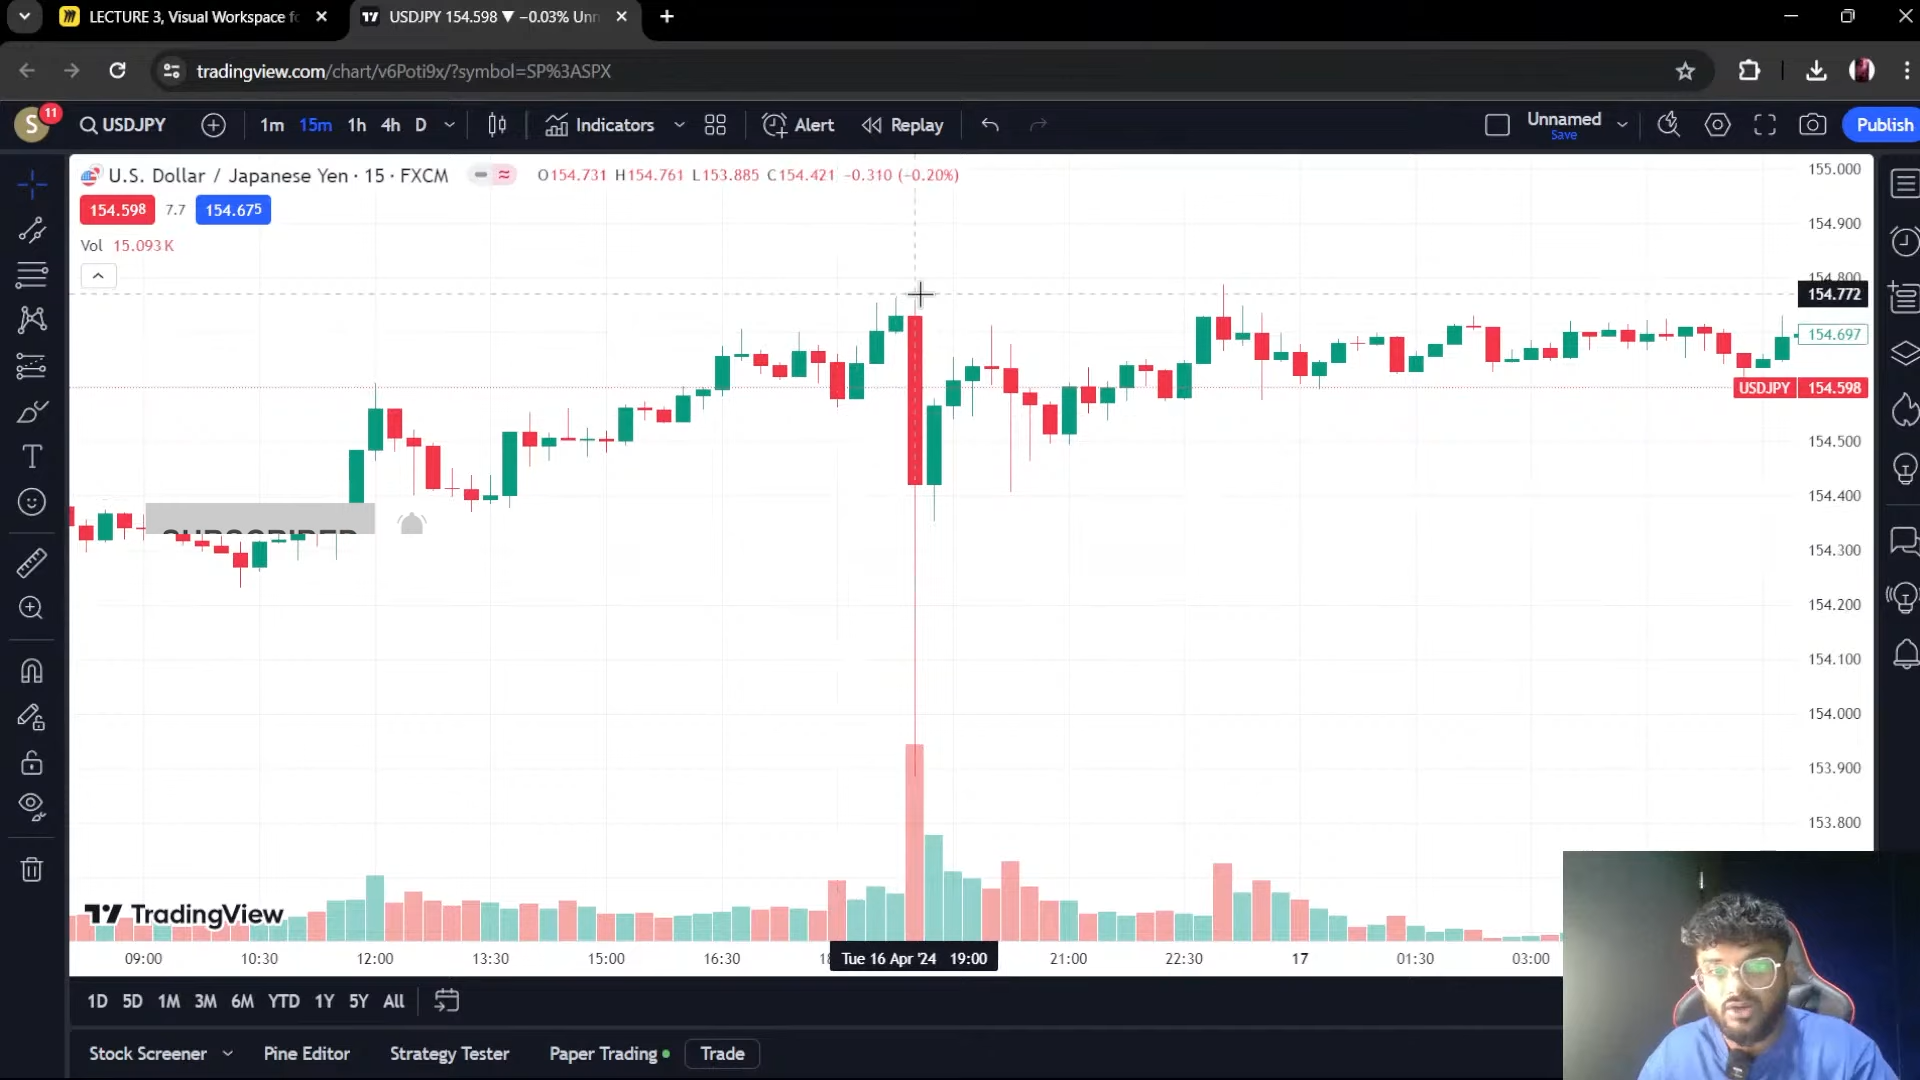 LECTURE 3, Visual Workspace f
USDJPY 154.598 ▼ −0.03% Unn
tradingview.com/chart/v6Poti9x/?symbol=SP%3ASPX
S
11
USDJPY
1m 15m 1h 4h D
Indicators
Alert
Replay
Unnamed
Save
Publish
U.S. Dollar / Japanese Yen · 15 · FXCM
O154.731 H154.761 L153.885 C154.421 −0.310 (−0.20%)
154.598 7.7 154.675
Vol 15.093 K
155.000
154.900
154.800
154.772
154.697
USDJPY 154.598
154.500
154.400
154.300
154.200
154.100
154.000
153.900
153.800
TradingView
09:00 10:30 12:00 13:30 15:00 16:30 Tue 16 Apr '24 19:00 21:00 22:30 17 01:30 03:00
1D 5D 1M 3M 6M YTD 1Y 5Y All
Stock Screener Pine Editor Strategy Tester Paper Trading Trade